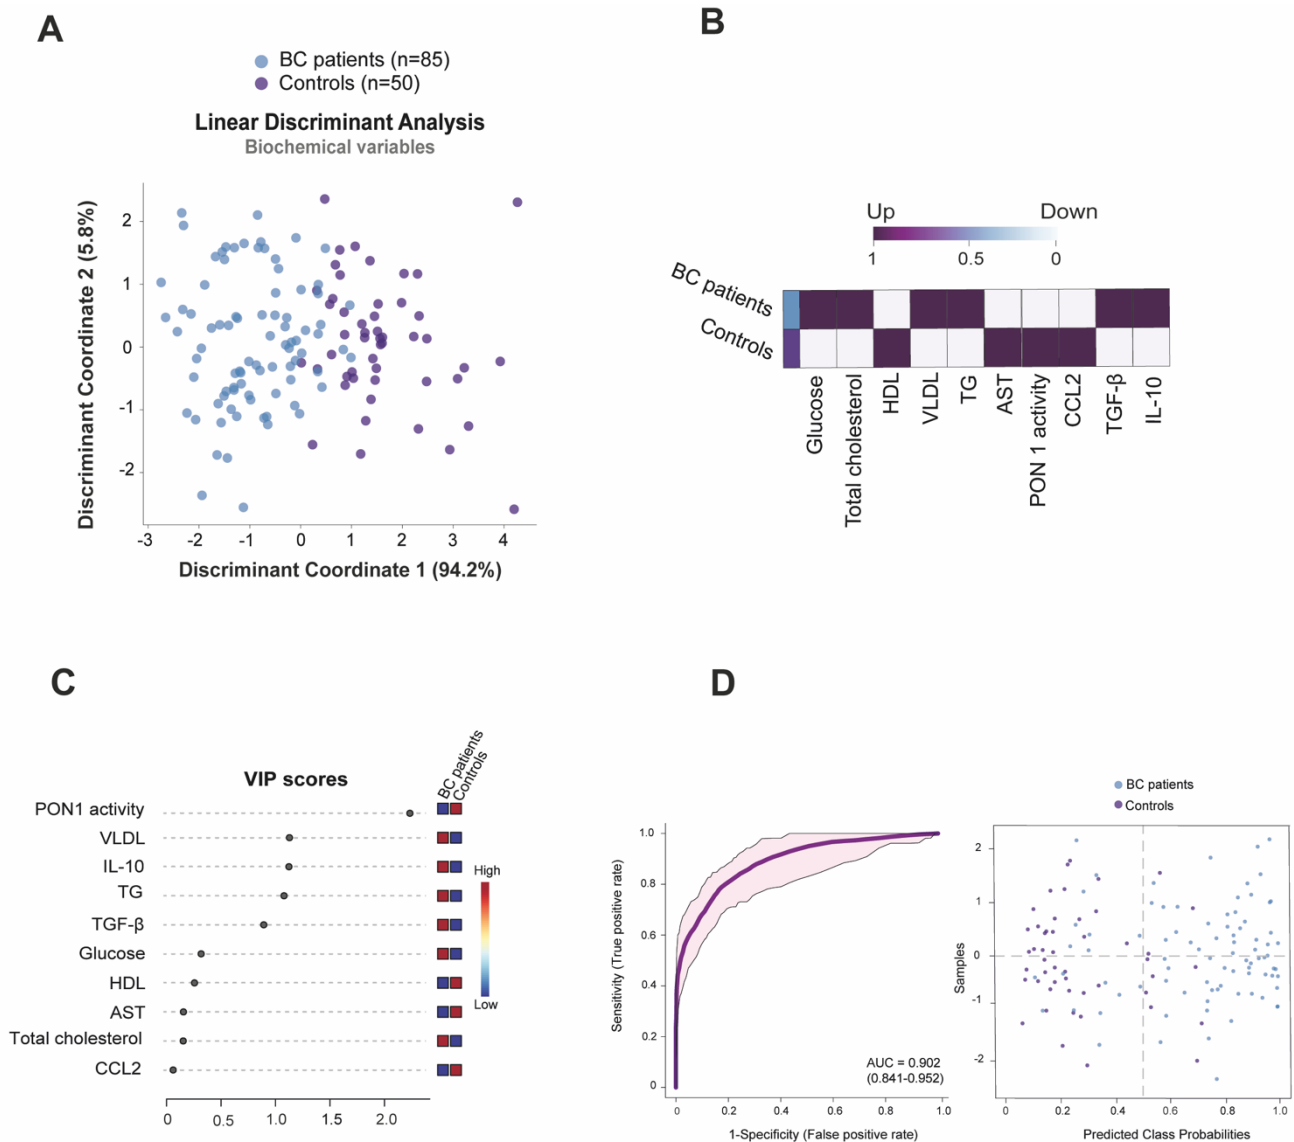 A
BC patients (n=85)
Controls (n=50)
Linear Discriminant Analysis
Biochemical variables
Discriminant Coordinate 2 (5.8%)
2
1
0
-1
-2
-3 -2 -1 0 1 2 3 4
Discriminant Coordinate 1 (94.2%)
B
Up Down
1 0.5 0
BC patients
Controls
Glucose
Total cholesterol
HDL
VLDL
TG
AST
PON 1 activity
CCL2
TGF-β
IL-10
C
VIP scores
BC patients
Controls
PON1 activity
VLDL
IL-10
TG
TGF-β
Glucose
HDL
AST
Total cholesterol
CCL2
0 0.5 1.0 1.5 2.0
High
Low
D
Sensitivity (True positive rate)
1.0
0.8
0.6
0.4
0.2
0
AUC = 0.902
(0.841-0.952)
0 0.2 0.4 0.6 0.8 1.0
1-Specificity (False positive rate)
BC patients
Controls
Samples
2
1
0
-1
-2
0 0.2 0.4 0.6 0.8 1.0
Predicted Class Probabilities